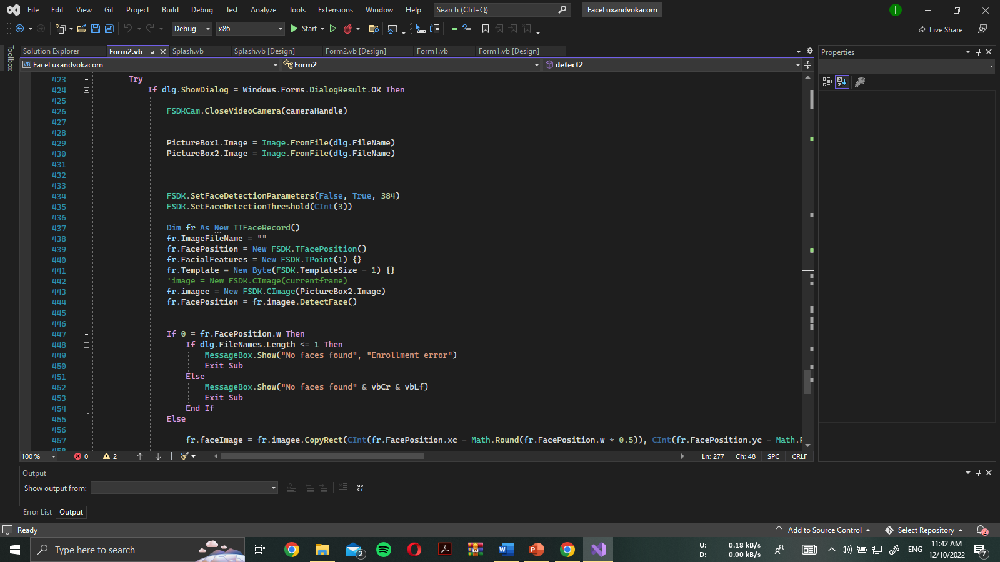 File Edit View Git Project Build Debug Test Analyze Tools Extensions Window Help Search (Ctrl+Q) FaceLuxandvokacom
Debug x86 Start Live Share
Toolbox
Solution Explorer Form2.vb Splash.vb Splash.vb [Design] Form2.vb [Design] Form1.vb Form1.vb [Design] Properties
VB FaceLuxandvokacom Form2 detect2
423 Try
424 If dlg.ShowDialog = Windows.Forms.DialogResult.OK Then
425
426 FSDKCam.CloseVideoCamera(cameraHandle)
427
428
429 PictureBox1.Image = Image.FromFile(dlg.FileName)
430 PictureBox2.Image = Image.FromFile(dlg.FileName)
431
432
433
434 FSDK.SetFaceDetectionParameters(False, True, 384)
435 FSDK.SetFaceDetectionThreshold(CInt(3))
436
437 Dim fr As New TTFaceRecord()
438 fr.ImageFileName = ""
439 fr.FacePosition = New FSDK.TFacePosition()
440 fr.FacialFeatures = New FSDK.TPoint(1) {}
441 fr.Template = New Byte(FSDK.TemplateSize - 1) {}
442 'image = New FSDK.CImage(currentframe)
443 fr.imagee = New FSDK.CImage(PictureBox2.Image)
444 fr.FacePosition = fr.imagee.DetectFace()
445
446
447 If 0 = fr.FacePosition.w Then
448 If dlg.FileNames.Length <= 1 Then
449 MessageBox.Show("No faces found", "Enrollment error")
450 Exit Sub
451 Else
452 MessageBox.Show("No faces found" & vbCr & vbLf)
453 Exit Sub
454 End If
455 Else
456
457 fr.faceImage = fr.imagee.CopyRect(CInt(fr.FacePosition.xc - Math.Round(fr.FacePosition.w * 0.5)), CInt(fr.FacePosition.yc - Math.
100 % 0 2 Ln: 277 Ch: 48 SPC CRLF
Output
Show output from:
Error List Output
Ready Add to Source Control Select Repository 2
Type here to search 2 U: 0.18 kB/s D: 0.00 kB/s ENG 11:42 AM 12/10/2022 7